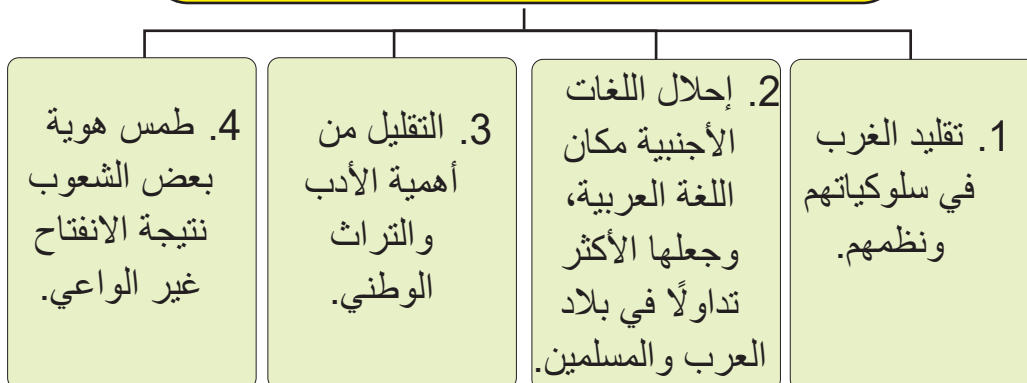 1. تقليد الغرب
في سلوكياتهم
ونظمهم.
2. إحلال اللغات
الأجنبية مكان
اللغة العربية،
وجعلها الأكثر
تداولًا في بلاد
العرب والمسلمين.
3. التقليل من
أهمية الأدب
والتراث
الوطني.
4. طمس هوية
بعض الشعوب
نتيجة الانفتاح
غير الواعي.